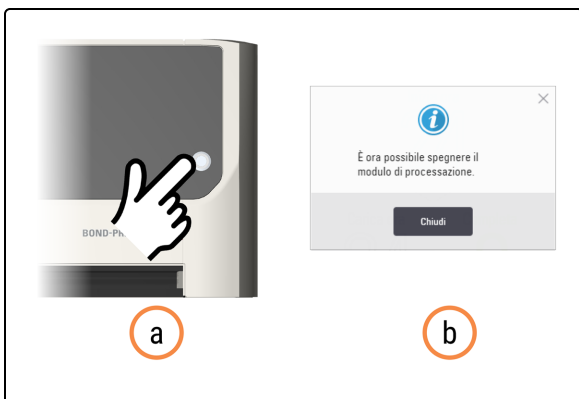 È ora possibile spegnere il
modulo di processazione.
Chiudi
BOND-PR
a
b